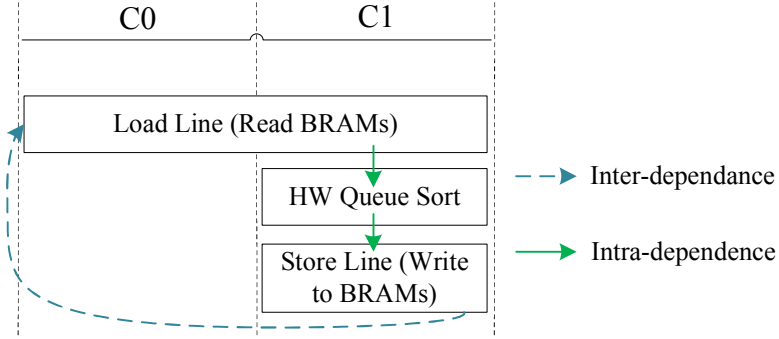 C0 C1
Load Line (Read BRAMs)
HW Queue Sort
Store Line (Write
to BRAMs)
Inter-dependance
Intra-dependence